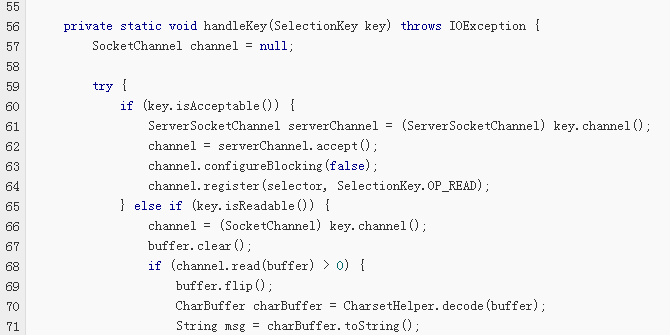 55
56 private static void handleKey(SelectionKey key) throws IOException {
57 SocketChannel channel = null;
58
59 try {
60 if (key.isAcceptable()) {
61 ServerSocketChannel serverChannel = (ServerSocketChannel) key.channel();
62 channel = serverChannel.accept();
63 channel.configureBlocking(false);
64 channel.register(selector, SelectionKey.OP_READ);
65 } else if (key.isReadable()) {
66 channel = (SocketChannel) key.channel();
67 buffer.clear();
68 if (channel.read(buffer) > 0) {
69 buffer.flip();
70 CharBuffer charBuffer = CharsetHelper.decode(buffer);
71 String msg = charBuffer.toString();